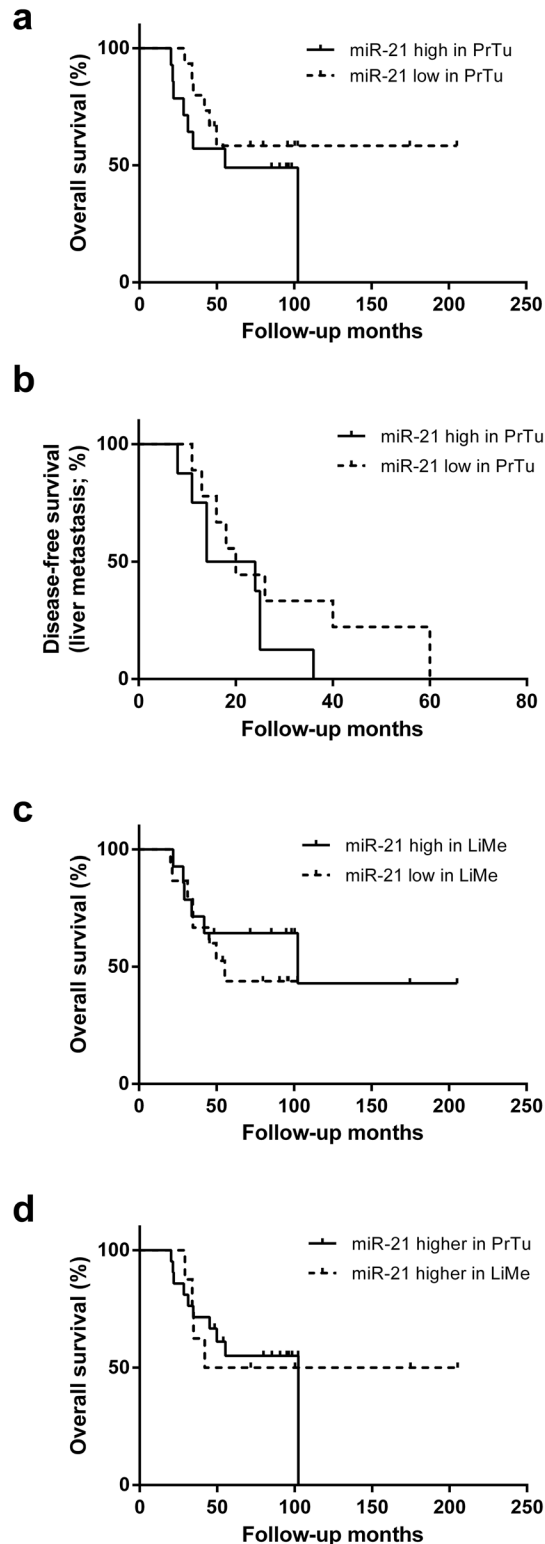 a
Overall survival (%)
100
50
0
miR-21 high in PrTu
miR-21 low in PrTu
0 50 100 150 200 250
Follow-up months
b
Disease-free survival
(liver metastasis; %)
100
50
0
miR-21 high in PrTu
miR-21 low in PrTu
0 20 40 60 80
Follow-up months
c
Overall survival (%)
100
50
0
miR-21 high in LiMe
miR-21 low in LiMe
0 50 100 150 200 250
Follow-up months
d
Overall survival (%)
100
50
0
miR-21 higher in PrTu
miR-21 higher in LiMe
0 50 100 150 200 250
Follow-up months